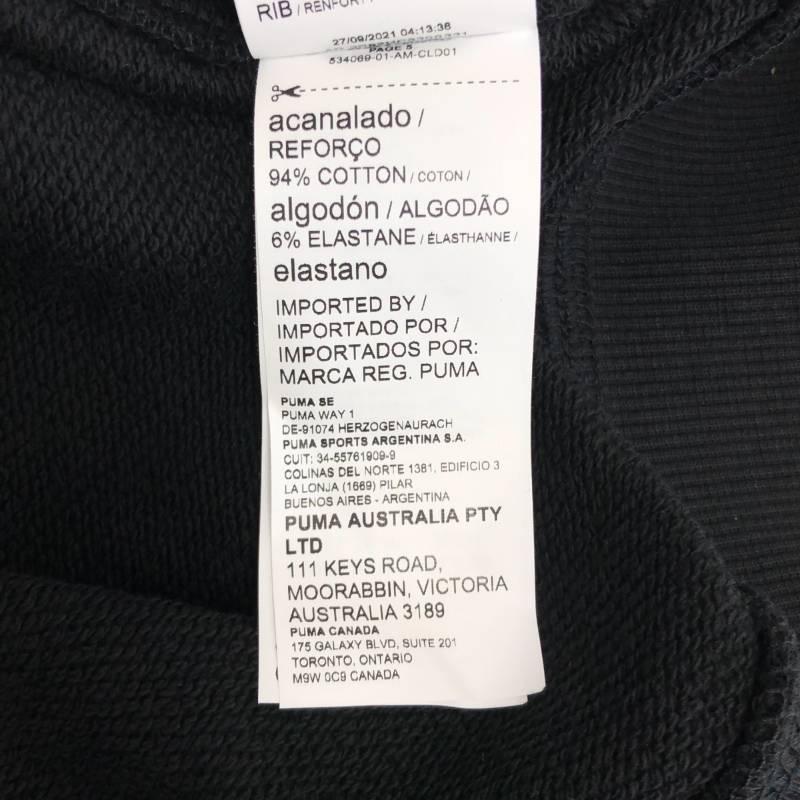 RIB / RENFORT /
27/09/2021 04:13:36
PAGE 5
534069-01-AM-CLD01
acanalado /
REFORÇO
94% COTTON / COTON /
algodón / ALGODÃO
6% ELASTANE / ÉLASTHANNE /
elastano
IMPORTED BY /
IMPORTADO POR /
IMPORTADOS POR:
MARCA REG. PUMA
PUMA SE
PUMA WAY 1
DE-91074 HERZOGENAURACH
PUMA SPORTS ARGENTINA S.A.
CUIT: 34-55761909-9
COLINAS DEL NORTE 1381, EDIFICIO 3
LA LONJA (1669) PILAR
BUENOS AIRES - ARGENTINA
PUMA AUSTRALIA PTY
LTD
111 KEYS ROAD,
MOORABBIN, VICTORIA
AUSTRALIA 3189
PUMA CANADA
175 GALAXY BLVD, SUITE 201
TORONTO, ONTARIO
M9W 0C9 CANADA